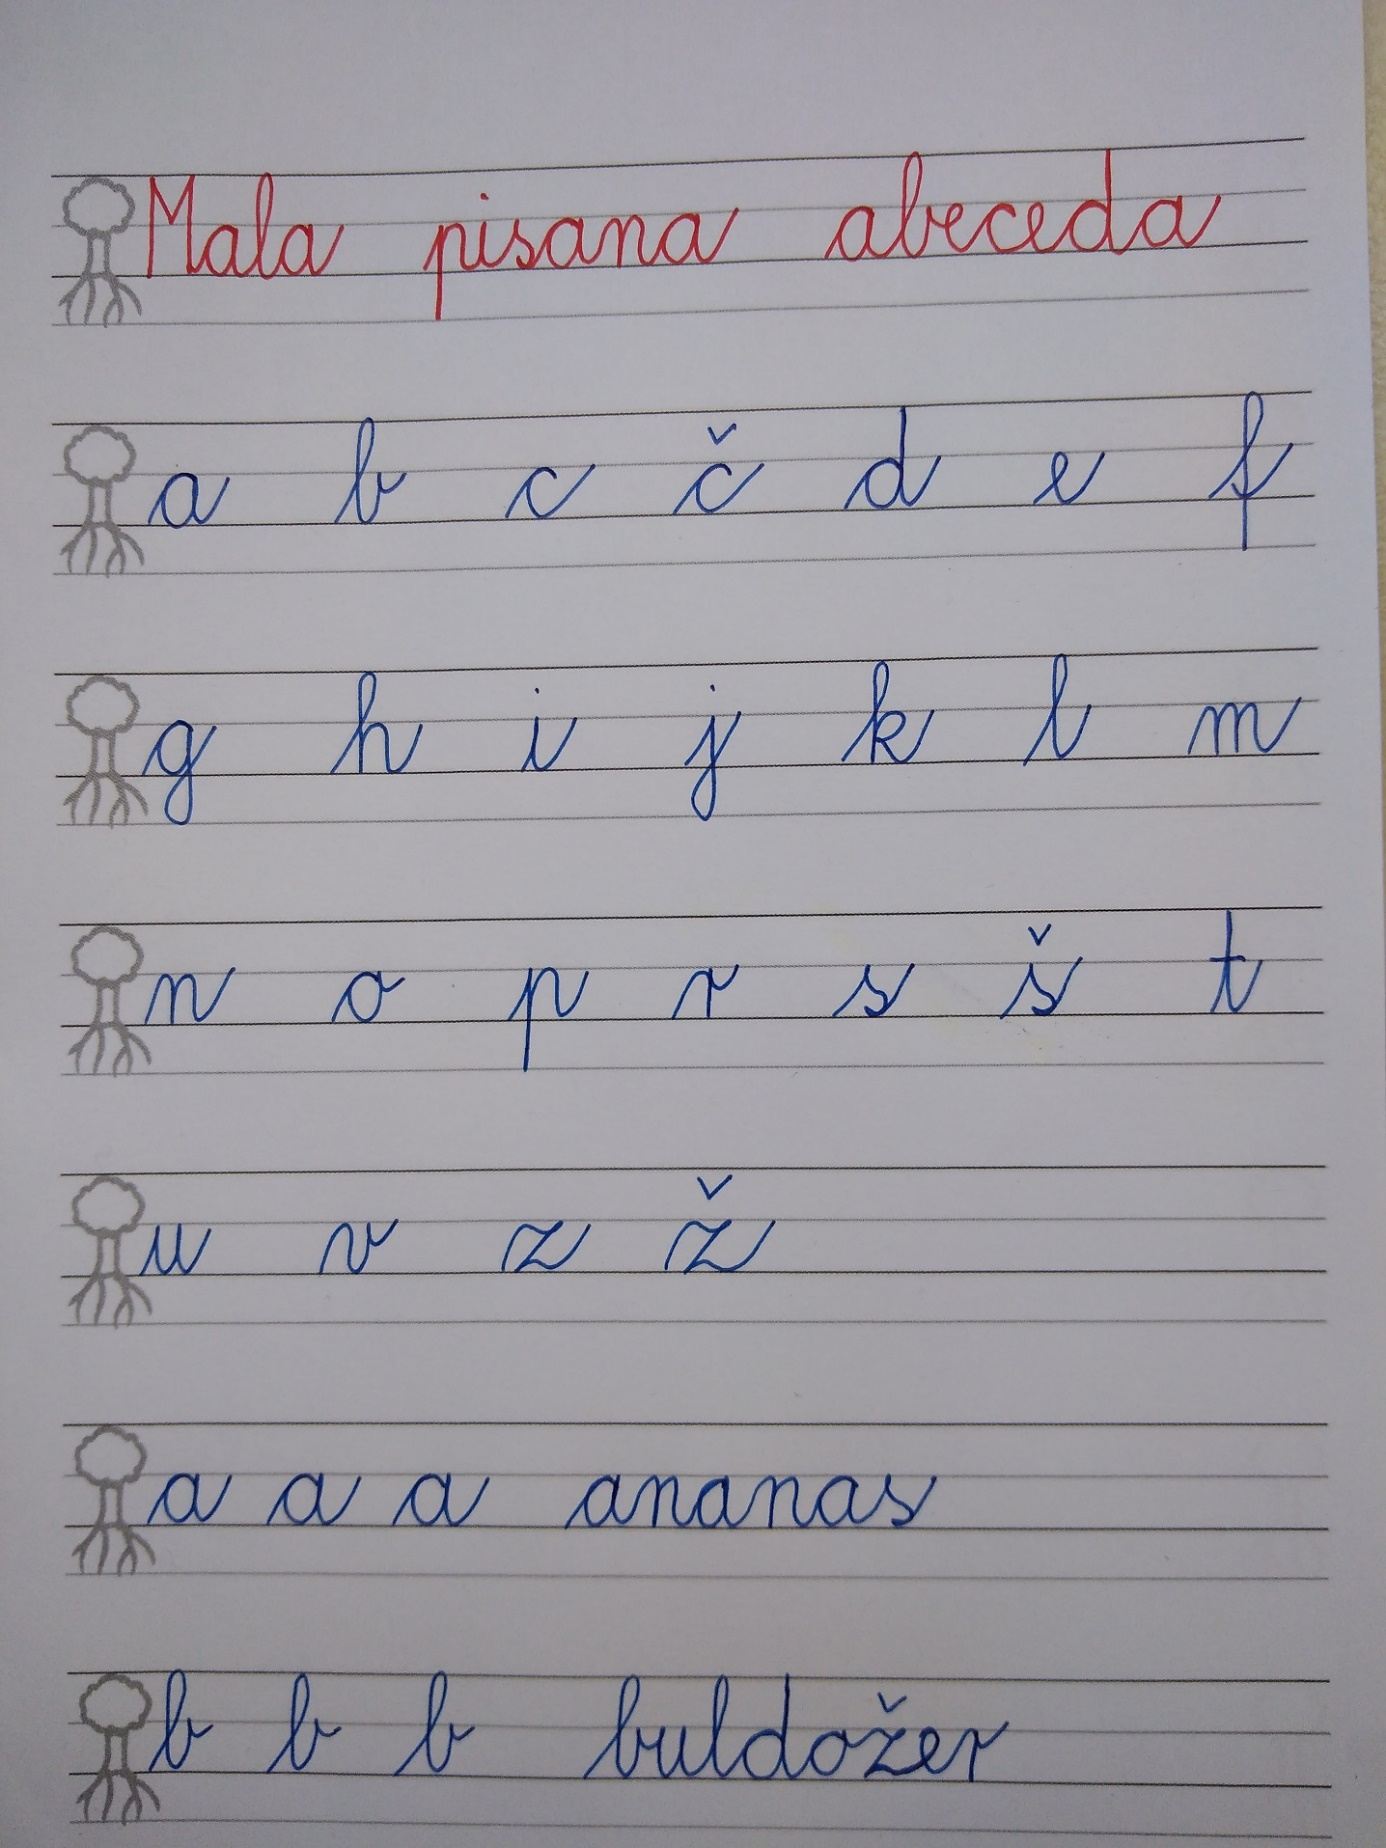 Mala pisana abeceda
a b c č d e f
g h i j k l m
n o p r s š t
u v z ž
a a a ananas
b b b buldožer